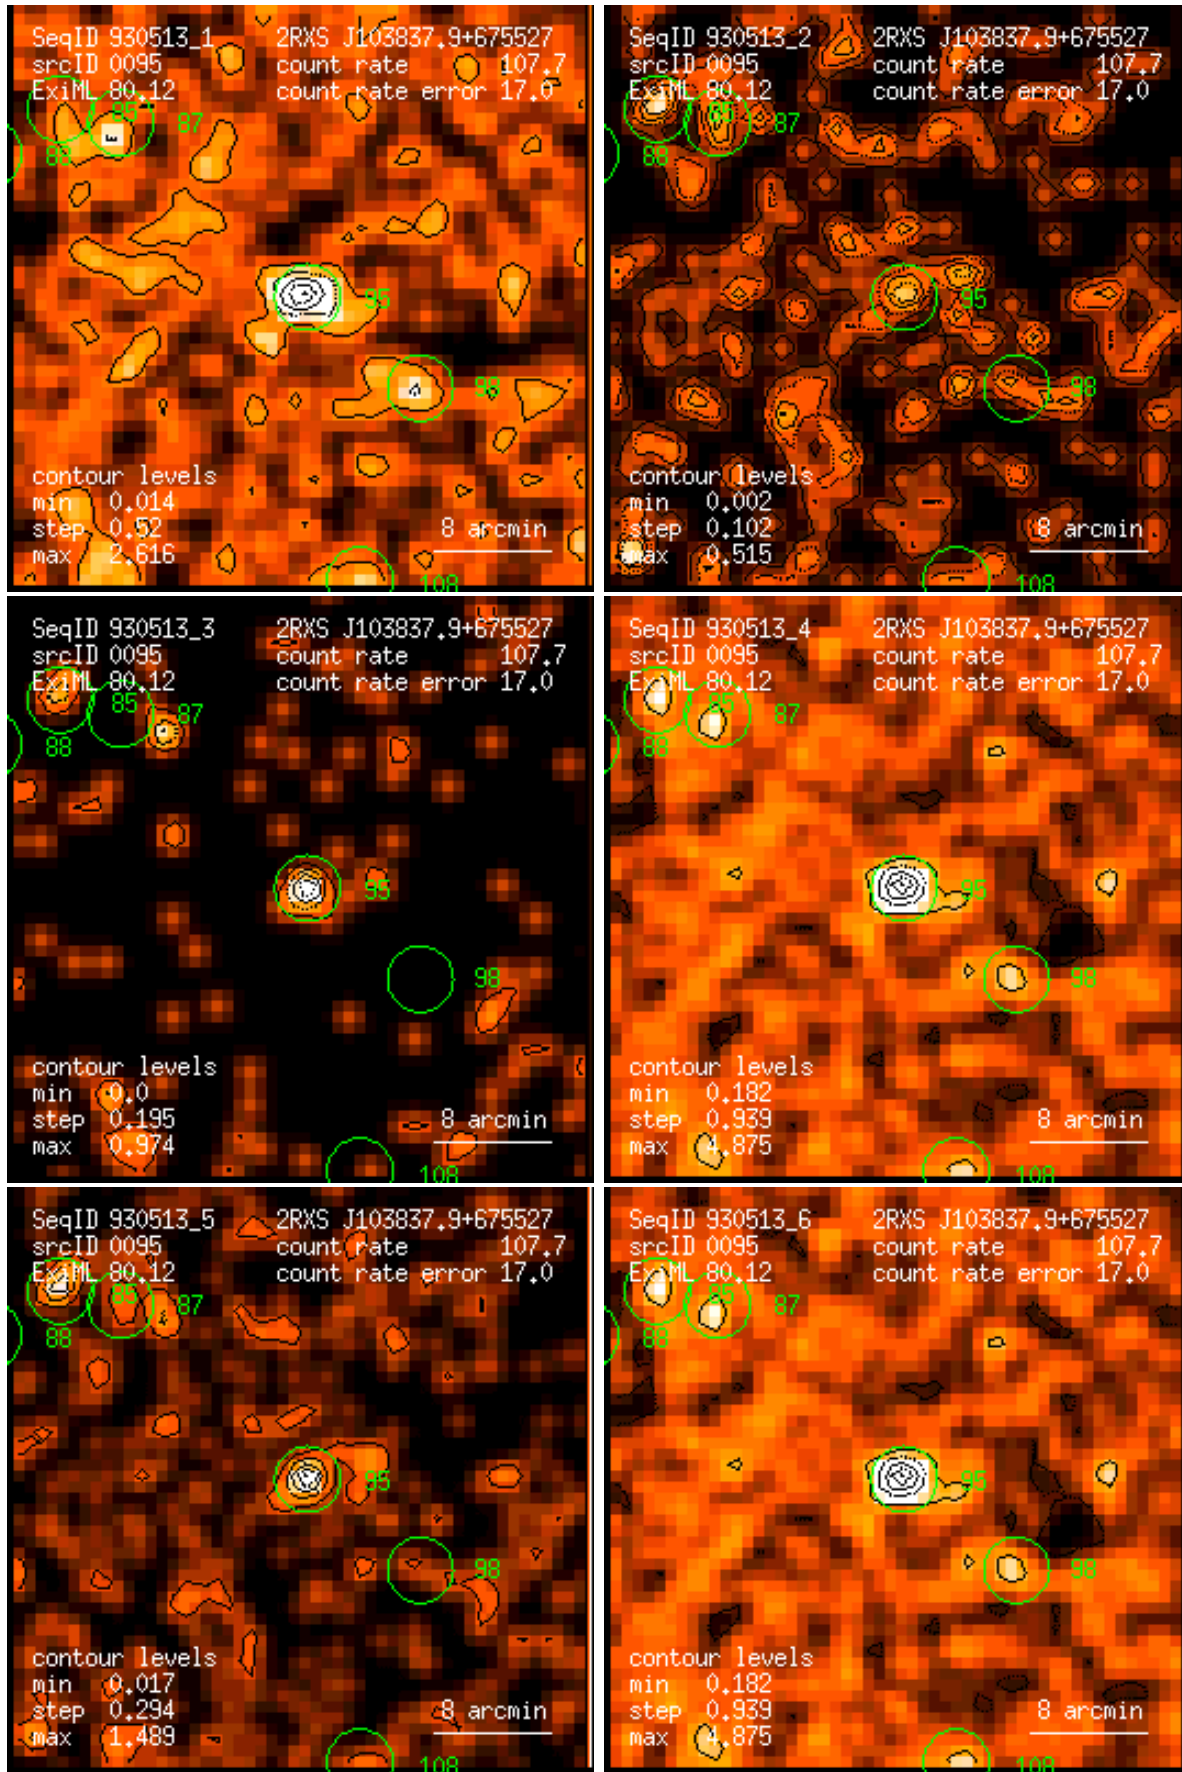 SeqID 930513_1 2RXS J103837.9+675527
srcID 0095 count rate 107.7
ExiML 80.12 count rate error 17.0
85
87
88
95
98
contour levels
min 0.014
step 0.52
max 2.616
8 arcmin
108
SeqID 930513_2 2RXS J103837.9+675527
srcID 0095 count rate 107.7
ExiML 80.12 count rate error 17.0
85
87
88
95
98
contour levels
min 0.002
step 0.102
max 0.515
8 arcmin
108
SeqID 930513_3 2RXS J103837.9+675527
srcID 0095 count rate 107.7
ExiML 80.12 count rate error 17.0
85
87
88
95
98
contour levels
min 0.0
step 0.195
max 0.974
8 arcmin
108
SeqID 930513_4 2RXS J103837.9+675527
srcID 0095 count rate 107.7
ExiML 80.12 count rate error 17.0
85
87
88
95
98
contour levels
min 0.182
step 0.939
max 4.875
8 arcmin
108
SeqID 930513_5 2RXS J103837.9+675527
srcID 0095 count rate 107.7
ExiML 80.12 count rate error 17.0
85
87
88
95
98
contour levels
min 0.017
step 0.294
max 1.489
8 arcmin
108
SeqID 930513_6 2RXS J103837.9+675527
srcID 0095 count rate 107.7
ExiML 80.12 count rate error 17.0
85
87
88
95
98
contour levels
min 0.182
step 0.939
max 4.875
8 arcmin
108